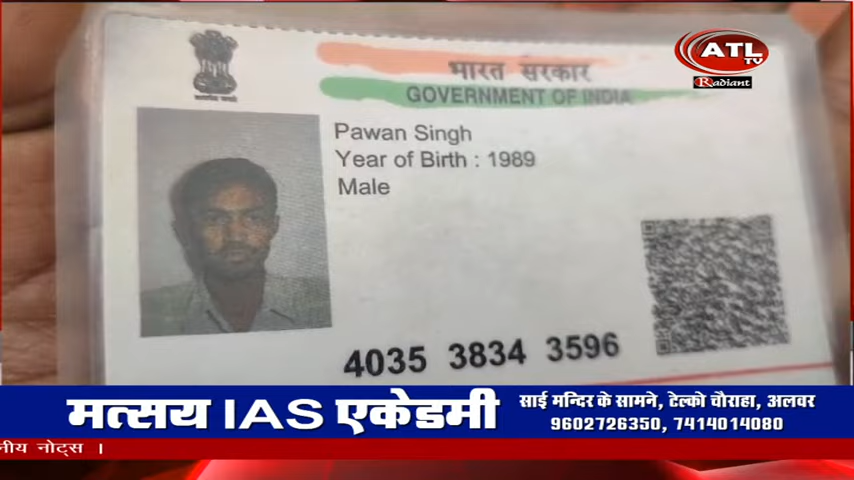 ATL
TV
Radiant
भारत सरकार
GOVERNMENT OF INDIA
Pawan Singh
Year of Birth : 1989
Male
4035 3834 3596
मत्सय IAS एकेडमी
साई मन्दिर के सामने, टेल्को चौराहा, अलवर
9602726350, 7414014080
नीय नोट्स ।